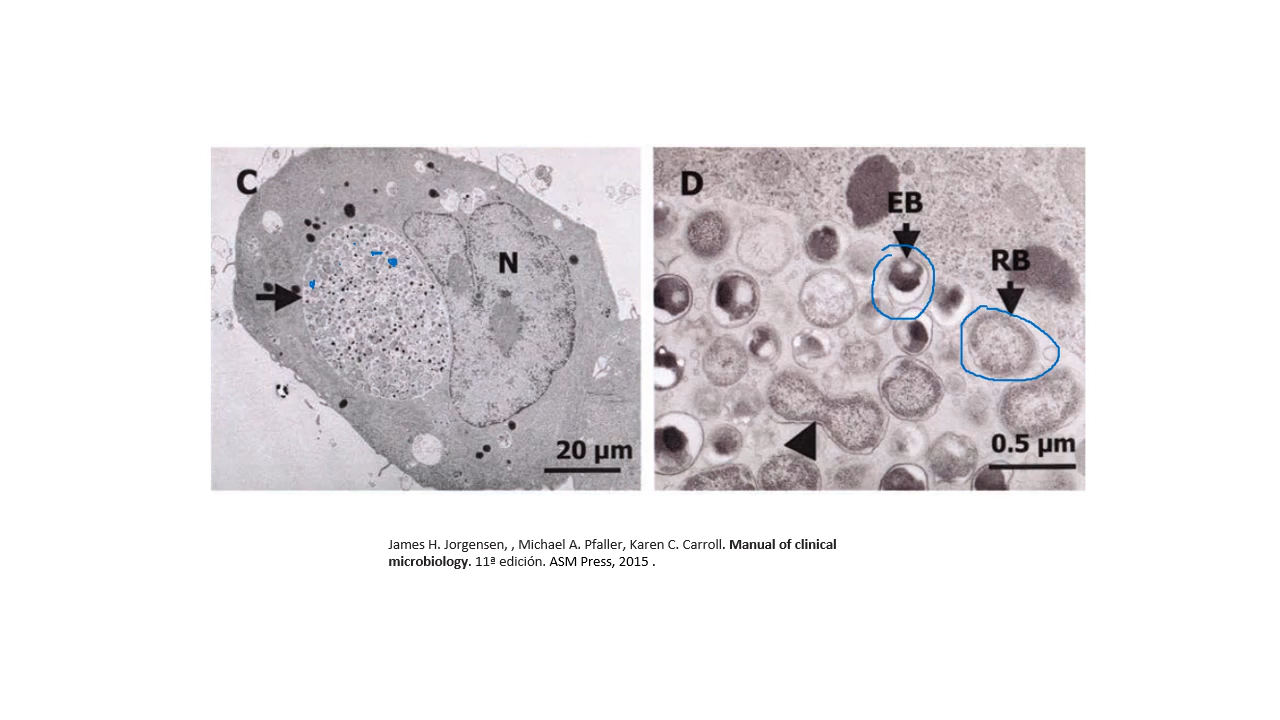 C
N
20 µm
D
EB
RB
0.5 µm
James H. Jorgensen, , Michael A. Pfaller, Karen C. Carroll. Manual of clinical
microbiology. 11ª edición. ASM Press, 2015 .